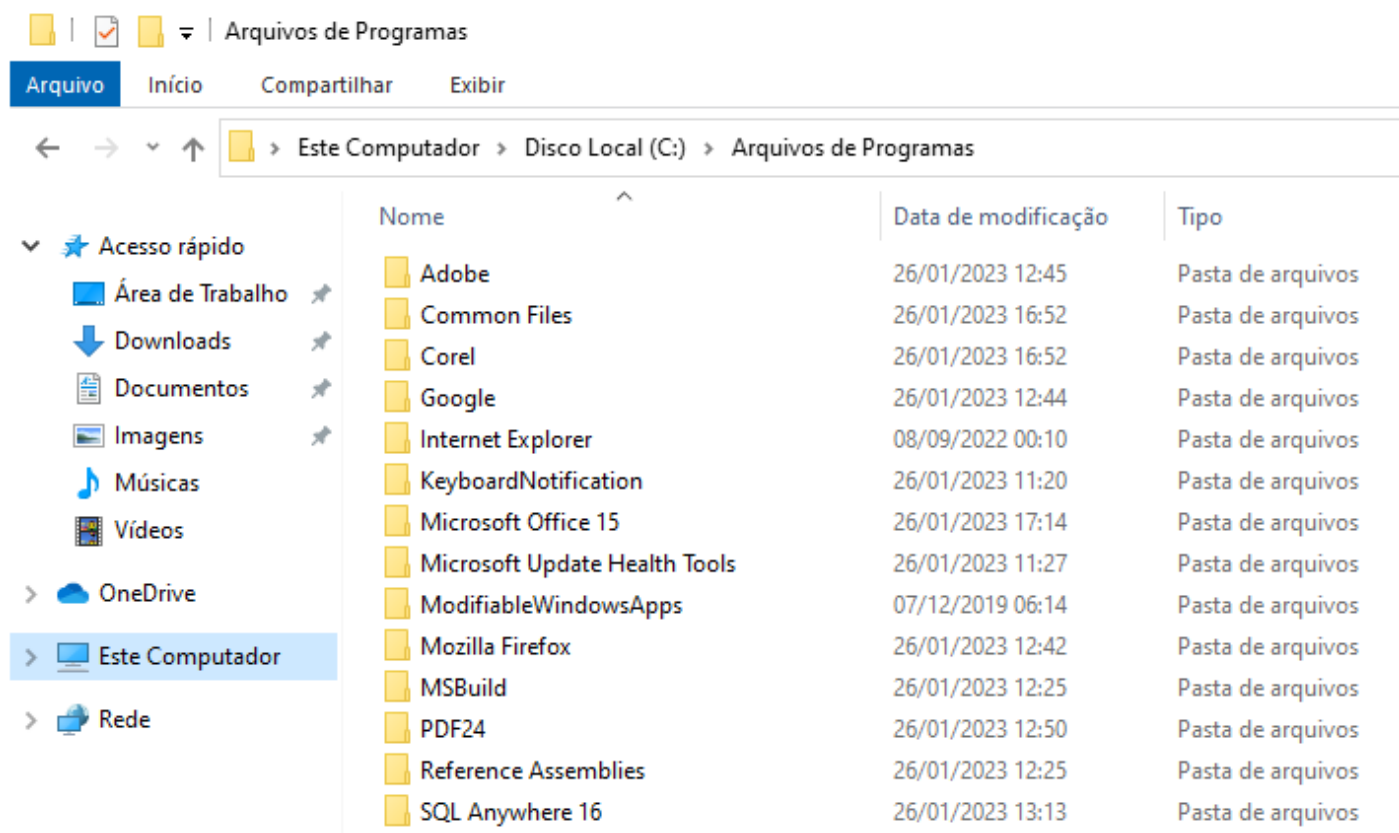 Arquivos de Programas
Arquivo Início Compartilhar Exibir
Este Computador Disco Local (C:) Arquivos de Programas
Acesso rápido
Área de Trabalho
Downloads
Documentos
Imagens
Músicas
Vídeos
OneDrive
Este Computador
Rede
Nome Data de modificação Tipo
Adobe 26/01/2023 12:45 Pasta de arquivos
Common Files 26/01/2023 16:52 Pasta de arquivos
Corel 26/01/2023 16:52 Pasta de arquivos
Google 26/01/2023 12:44 Pasta de arquivos
Internet Explorer 08/09/2022 00:10 Pasta de arquivos
KeyboardNotification 26/01/2023 11:20 Pasta de arquivos
Microsoft Office 15 26/01/2023 17:14 Pasta de arquivos
Microsoft Update Health Tools 26/01/2023 11:27 Pasta de arquivos
ModifiableWindowsApps 07/12/2019 06:14 Pasta de arquivos
Mozilla Firefox 26/01/2023 12:42 Pasta de arquivos
MSBuild 26/01/2023 12:25 Pasta de arquivos
PDF24 26/01/2023 12:50 Pasta de arquivos
Reference Assemblies 26/01/2023 12:25 Pasta de arquivos
SQL Anywhere 16 26/01/2023 13:13 Pasta de arquivos